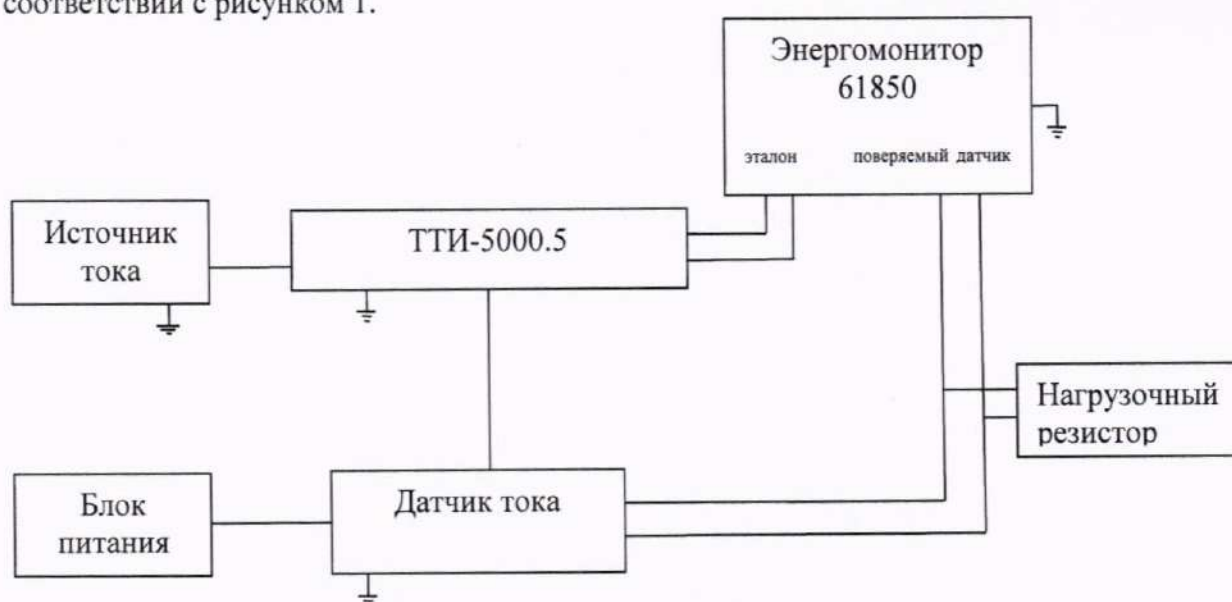 соответствии с рисунком 1.
Энергомонитор
61850
эталон поверяемый датчик
Источник
тока
ТТИ-5000.5
Нагрузочный
резистор
Блок
питания
Датчик тока